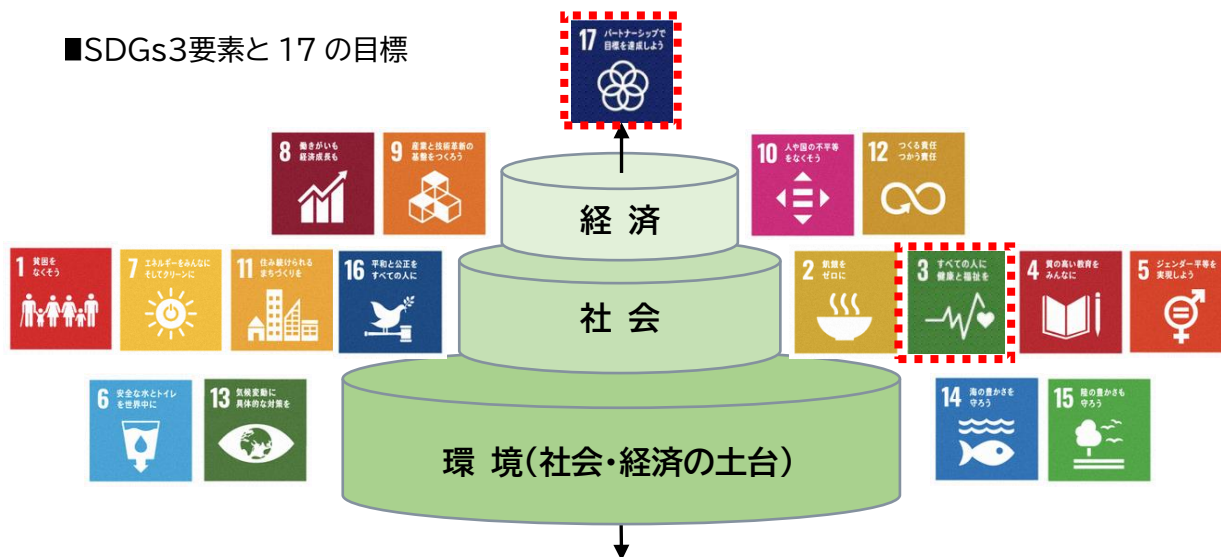 ■SDGs3要素と 17 の目標
17 パートナーシップで
目標を達成しよう
8 働きがいも
経済成長も
9 産業と技術革新の
基盤をつくろう
10 人や国の不平等
をなくそう
12 つくる責任
つかう責任
経 済
1 貧困を
なくそう
7 エネルギーをみんなに
そしてクリーンに
11 住み続けられる
まちづくりを
16 平和と公正を
すべての人に
社 会
2 飢餓を
ゼロに
3 すべての人に
健康と福祉を
4 質の高い教育を
みんなに
5 ジェンダー平等を
実現しよう
6 安全な水とトイレ
を世界中に
13 気候変動に
具体的な対策を
環 境(社会・経済の土台)
14 海の豊かさを
守ろう
15 陸の豊かさも
守ろう